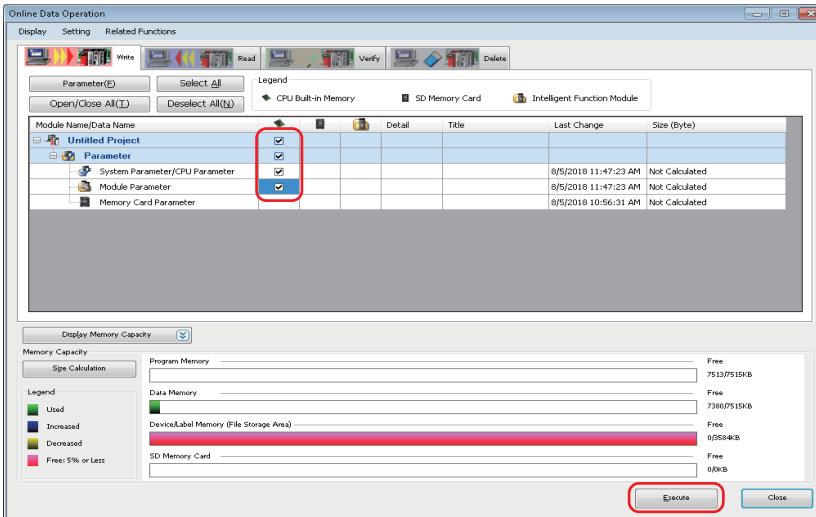 Online Data Operation
Display Setting Related Functions
Write Read Verify Delete
Parameter(F) Select All
Open/Close All(T) Deselect All(N)
Legend
CPU Built-in Memory SD Memory Card Intelligent Function Module
Module Name/Data Name Detail Title Last Change Size (Byte)
Untitled Project
Parameter
System Parameter/CPU Parameter 8/5/2018 11:47:23 AM Not Calculated
Module Parameter 8/5/2018 11:47:23 AM Not Calculated
Memory Card Parameter 8/5/2018 10:56:31 AM Not Calculated
Display Memory Capacity
Memory Capacity
Size Calculation
Legend
Used
Increased
Decreased
Free: 5% or Less
Program Memory Free
7513/7515KB
Data Memory Free
7380/7515KB
Device/Label Memory (File Storage Area) Free
0/3584KB
SD Memory Card Free
0/0KB
Execute Close